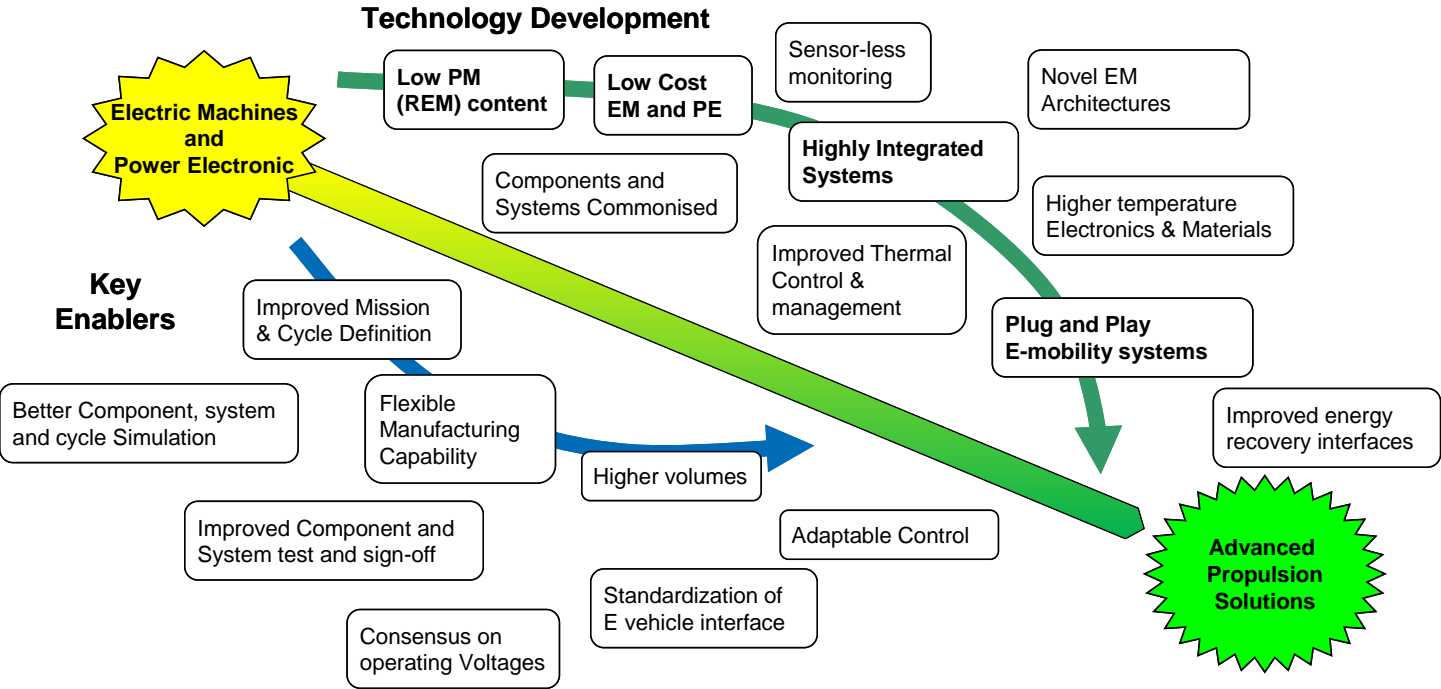 Technology Development
Electric Machines
and
Power Electronic
Low PM
(REM) content
Low Cost
EM and PE
Sensor-less
monitoring
Novel EM
Architectures
Highly Integrated
Systems
Components and
Systems Commonised
Higher temperature
Electronics & Materials
Improved Thermal
Control &
management
Plug and Play
E-mobility systems
Improved energy
recovery interfaces
Key
Enablers
Improved Mission
& Cycle Definition
Better Component, system
and cycle Simulation
Flexible
Manufacturing
Capability
Higher volumes
Improved Component and
System test and sign-off
Adaptable Control
Standardization of
E vehicle interface
Consensus on
operating Voltages
Advanced
Propulsion
Solutions